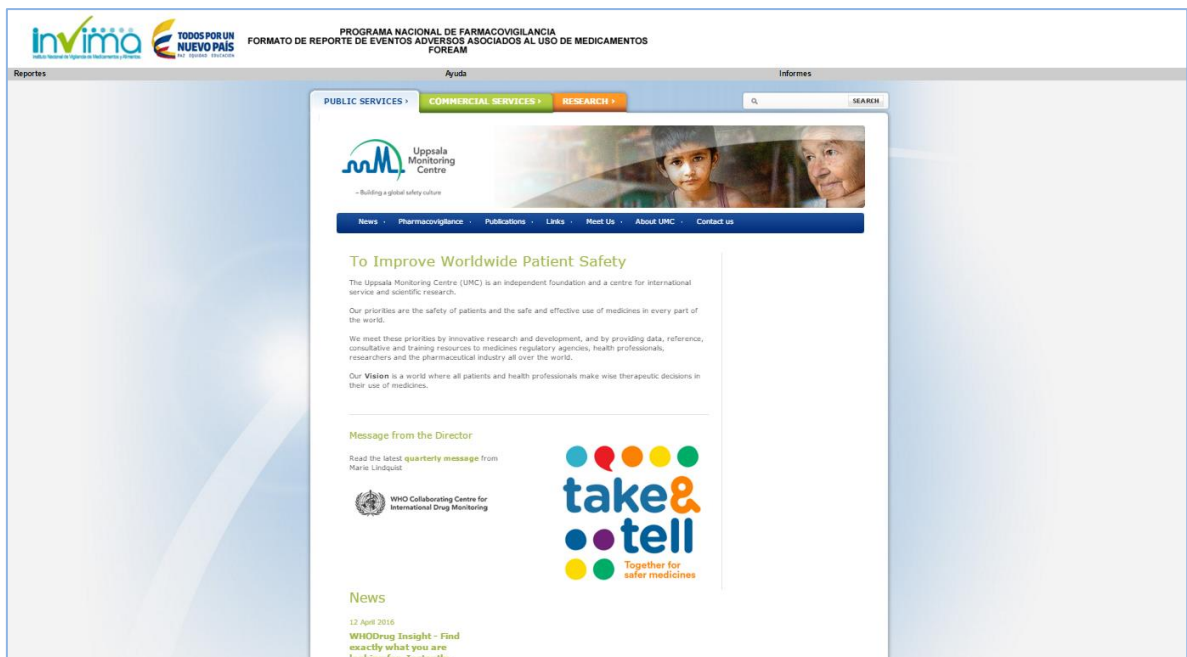 invima
Instituto Nacional de Vigilancia de Medicamentos y Alimentos
TODOS POR UN
NUEVO PAÍS
PAZ EQUIDAD EDUCACIÓN
PROGRAMA NACIONAL DE FARMACOVIGILANCIA
FORMATO DE REPORTE DE EVENTOS ADVERSOS ASOCIADOS AL USO DE MEDICAMENTOS
FOREAM
Reportes Ayuda Informes
PUBLIC SERVICES › COMMERCIAL SERVICES › RESEARCH › SEARCH
Uppsala
Monitoring
Centre
– Building a global safety culture
News · Pharmacovigilance · Publications · Links · Meet Us · About UMC · Contact us
To Improve Worldwide Patient Safety
The Uppsala Monitoring Centre (UMC) is an independent foundation and a centre for international
service and scientific research.
Our priorities are the safety of patients and the safe and effective use of medicines in every part of
the world.
We meet these priorities by innovative research and development, and by providing data, reference,
consultative and training resources to medicines regulatory agencies, health professionals,
researchers and the pharmaceutical industry all over the world.
Our Vision is a world where all patients and health professionals make wise therapeutic decisions in
their use of medicines.
Message from the Director
Read the latest quarterly message from
Marie Lindquist
WHO Collaborating Centre for
International Drug Monitoring
take&
tell
Together for
safer medicines
News
12 April 2016
WHODrug Insight - Find
exactly what you are